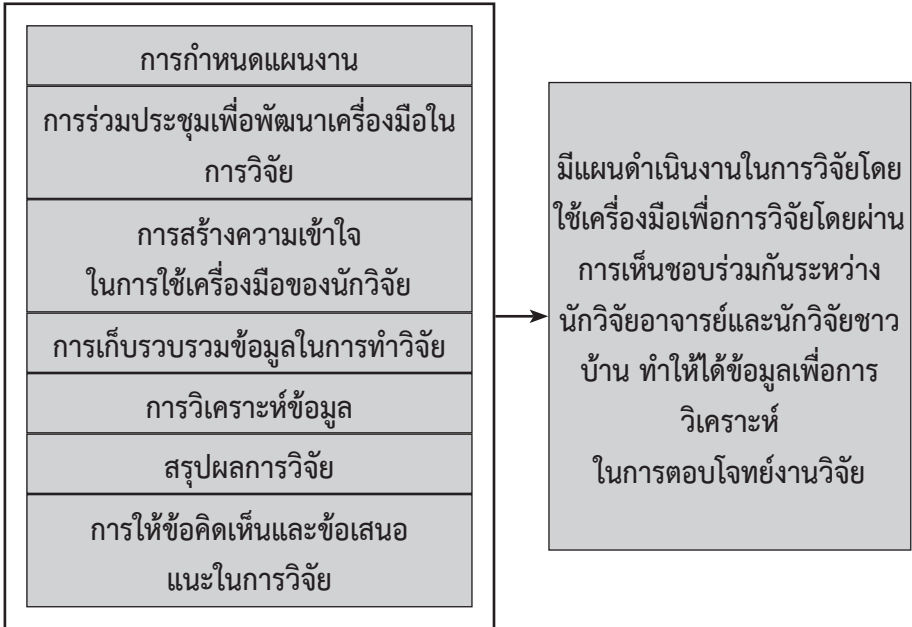 การกำหนดแผนงาน
การร่วมประชุมเพื่อพัฒนาเครื่องมือใน
การวิจัย
การสร้างความเข้าใจ
ในการใช้เครื่องมือของนักวิจัย
การเก็บรวบรวมข้อมูลในการทำวิจัย
การวิเคราะห์ข้อมูล
สรุปผลการวิจัย
การให้ข้อคิดเห็นและข้อเสนอ
แนะในการวิจัย
มีแผนดำเนินงานในการวิจัยโดย
ใช้เครื่องมือเพื่อการวิจัยโดยผ่าน
การเห็นชอบร่วมกันระหว่าง
นักวิจัยอาจารย์และนักวิจัยชาว
บ้าน ทำให้ได้ข้อมูลเพื่อการ
วิเคราะห์
ในการตอบโจทย์งานวิจัย